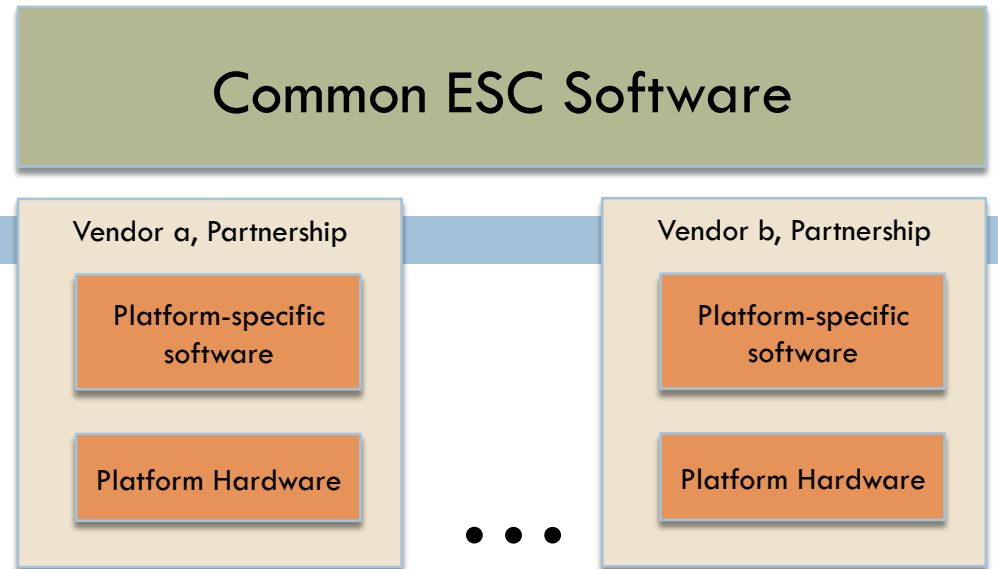 Common ESC Software
Vendor a, Partnership
Platform-specific
software
Platform Hardware
Vendor b, Partnership
Platform-specific
software
Platform Hardware
• • •